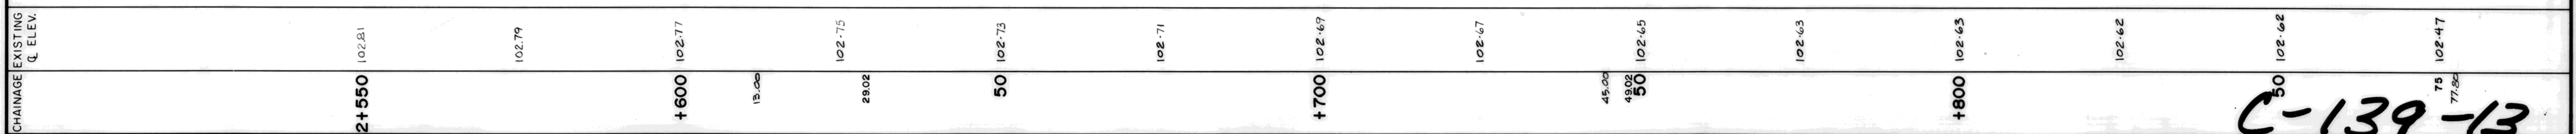 EXISTING ℄ ELEV. 102.81 102.79 102.77 102.75 102.73 102.71 102.69 102.67 102.65 102.63 102.63 102.62 102.62 102.47
CHAINAGE 2+550 +600 13.00 29.02 50 +700 45.00 49.02 50 +800 50 75 77.80
C-139-13